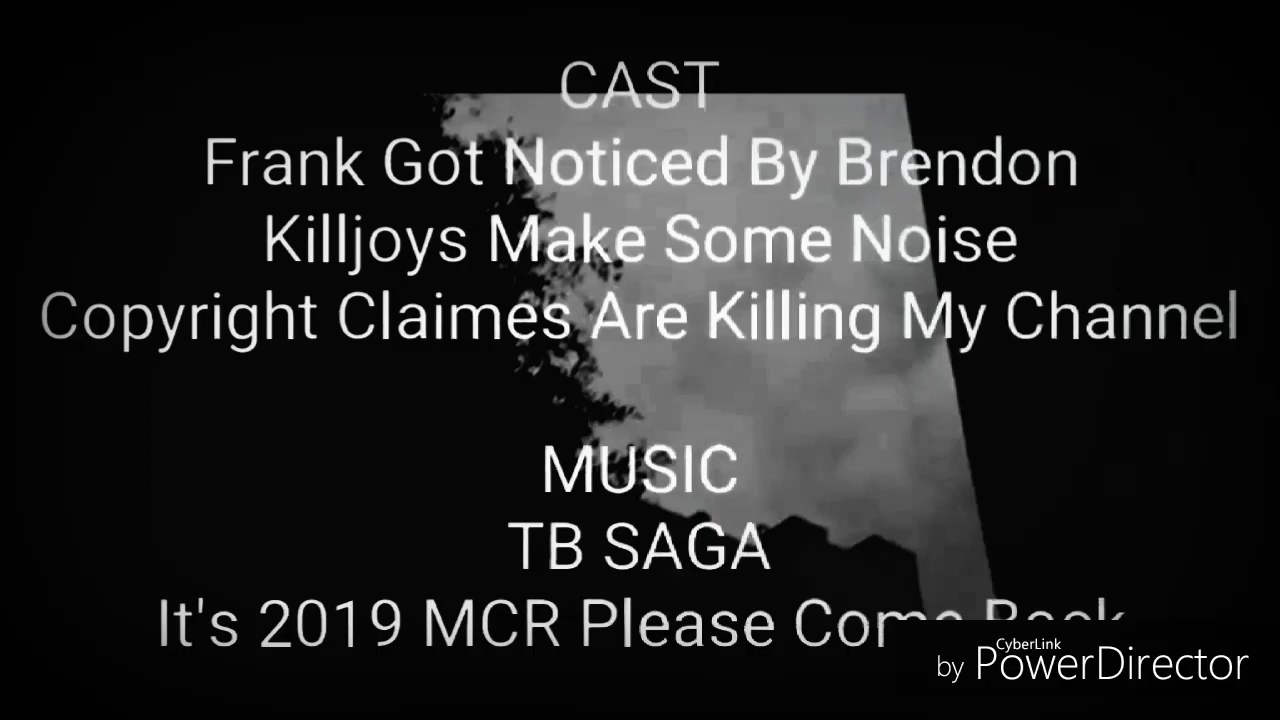 CAST
Frank Got Noticed By Brendon
Killjoys Make Some Noise
Copyright Claimes Are Killing My Channel
MUSIC
TB SAGA
It's 2019 MCR Please Come Back
CyberLink
by PowerDirector